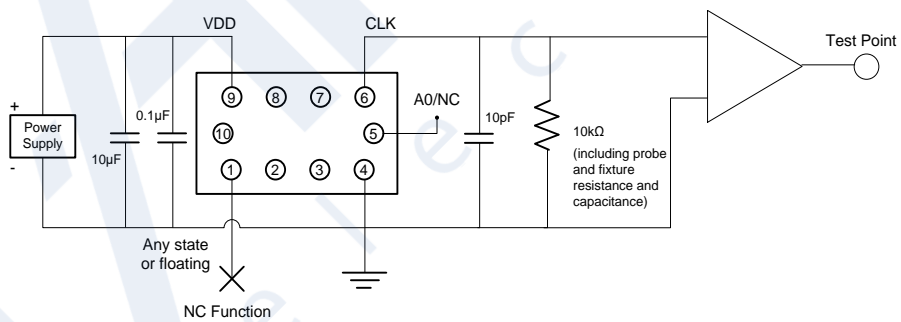 VDD
CLK
Test Point
+
Power
Supply
-
10µF
0.1µF
9
8
7
6
10
5
1
2
3
4
A0/NC
10pF
10kΩ
(including probe
and fixture
resistance and
capacitance)
Any state
or floating
NC Function